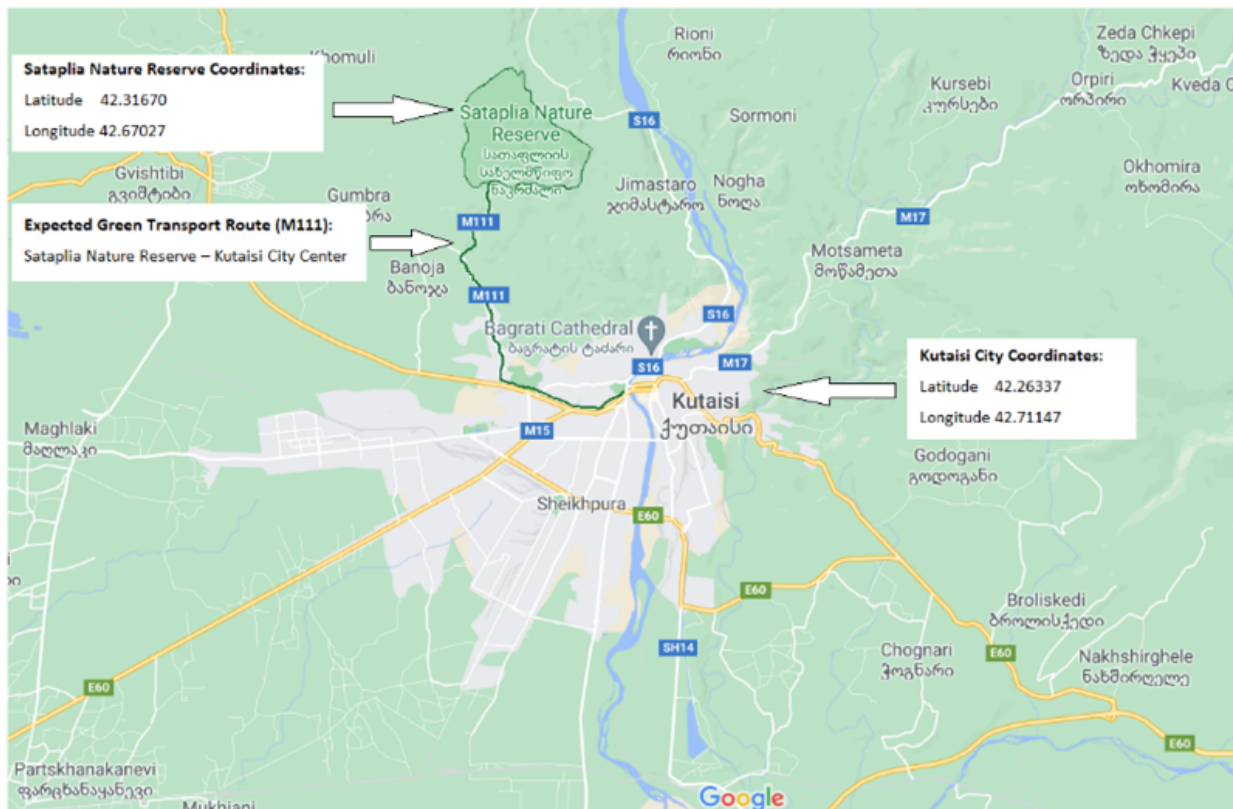 Rioni
რიონი
Zeda Chkepi
ზედა ჭყეპი
Khomuli
Sataplia Nature Reserve Coordinates:
Latitude 42.31670
Longitude 42.67027
Orpiri
ორპირი
Kursebi
კურსები
Kveda C
Sataplia Nature
Reserve
სათაფლიის
სახელმწიფო
ნაკრძალი
S16
Sormoni
Gvishtibi
გვიშტიბი
Okhomira
ოხომირა
Gumbra
Jimastaro
ჯიმასტარო
Nogha
ნოღა
M17
M111
Expected Green Transport Route (M111):
Sataplia Nature Reserve – Kutaisi City Center
Motsameta
მოწამეთა
Banoja
ბანოჯა
M111
S16
Bagrati Cathedral
ბაგრატის ტაძარი
S16
M17
Kutaisi City Coordinates:
Latitude 42.26337
Longitude 42.71147
Kutaisi
ქუთაისი
Maghlaki
მაღლაკი
M15
Godogani
გოდოგანი
Sheikhpura
E60
E60
Broliskedi
ბროლისქედი
SH14
Chognari
ჭოგნარი
E60
Nakhshirghele
ნახშირღელე
E60
Partskhanakanevi
ფარცხანაყანევი
Mukhiani
Google